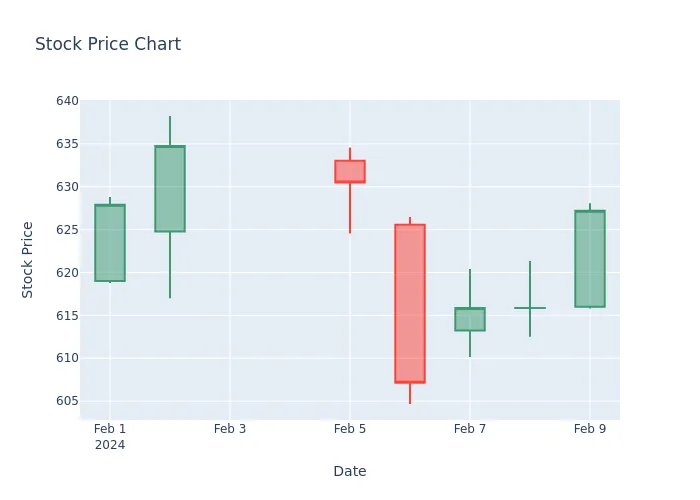 Stock Price Chart
640
635
630
625
620
615
610
605
Stock Price
Feb 1
2024
Feb 3
Feb 5
Feb 7
Feb 9
Date